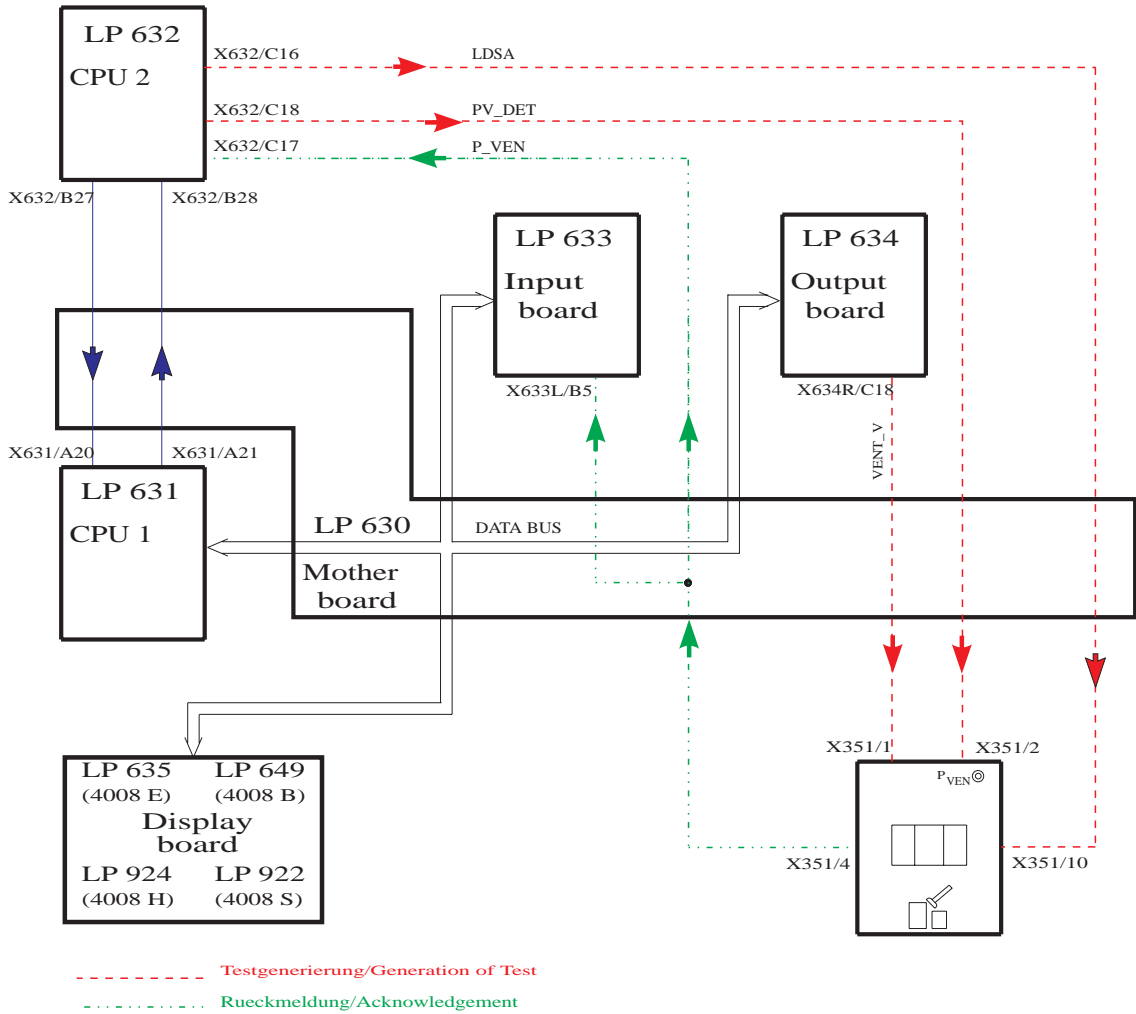 LP 632
CPU 2
X632/C16
LDSA
X632/C18
PV_DET
X632/C17
P_VEN
X632/B27
X632/B28
LP 633
Input
board
LP 634
Output
board
X633L/B5
X634R/C18
VENT_V
X631/A20
X631/A21
LP 631
CPU 1
LP 630
DATA BUS
Mother
board
X351/1
X351/2
PVEN
X351/4
X351/10
LP 635
LP 649
(4008 E)
(4008 B)
Display
board
LP 924
LP 922
(4008 H)
(4008 S)
Testgenerierung/Generation of Test
Rueckmeldung/Acknowledgement